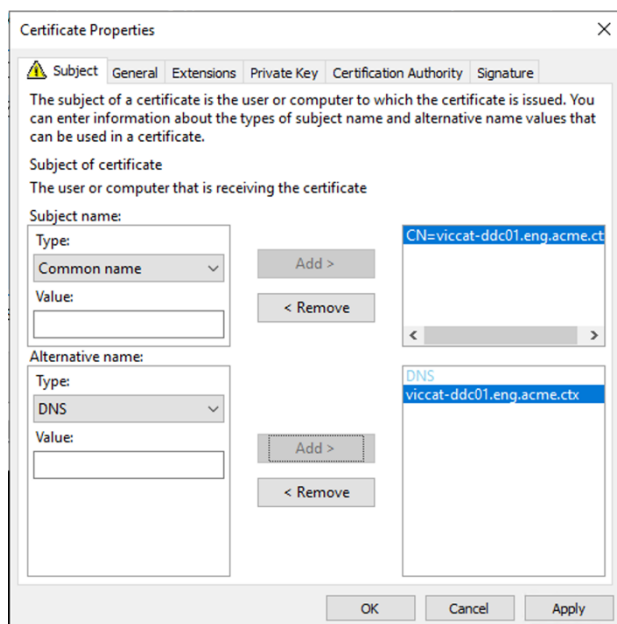 Certificate Properties
Subject General Extensions Private Key Certification Authority Signature
The subject of a certificate is the user or computer to which the certificate is issued. You
can enter information about the types of subject name and alternative name values that
can be used in a certificate.
Subject of certificate
The user or computer that is receiving the certificate
Subject name:
Type:
Common name
Value:
Add >
< Remove
CN=viccat-ddc01.eng.acme.ct
Alternative name:
Type:
DNS
Value:
Add >
< Remove
DNS
viccat-ddc01.eng.acme.ctx
OK Cancel Apply